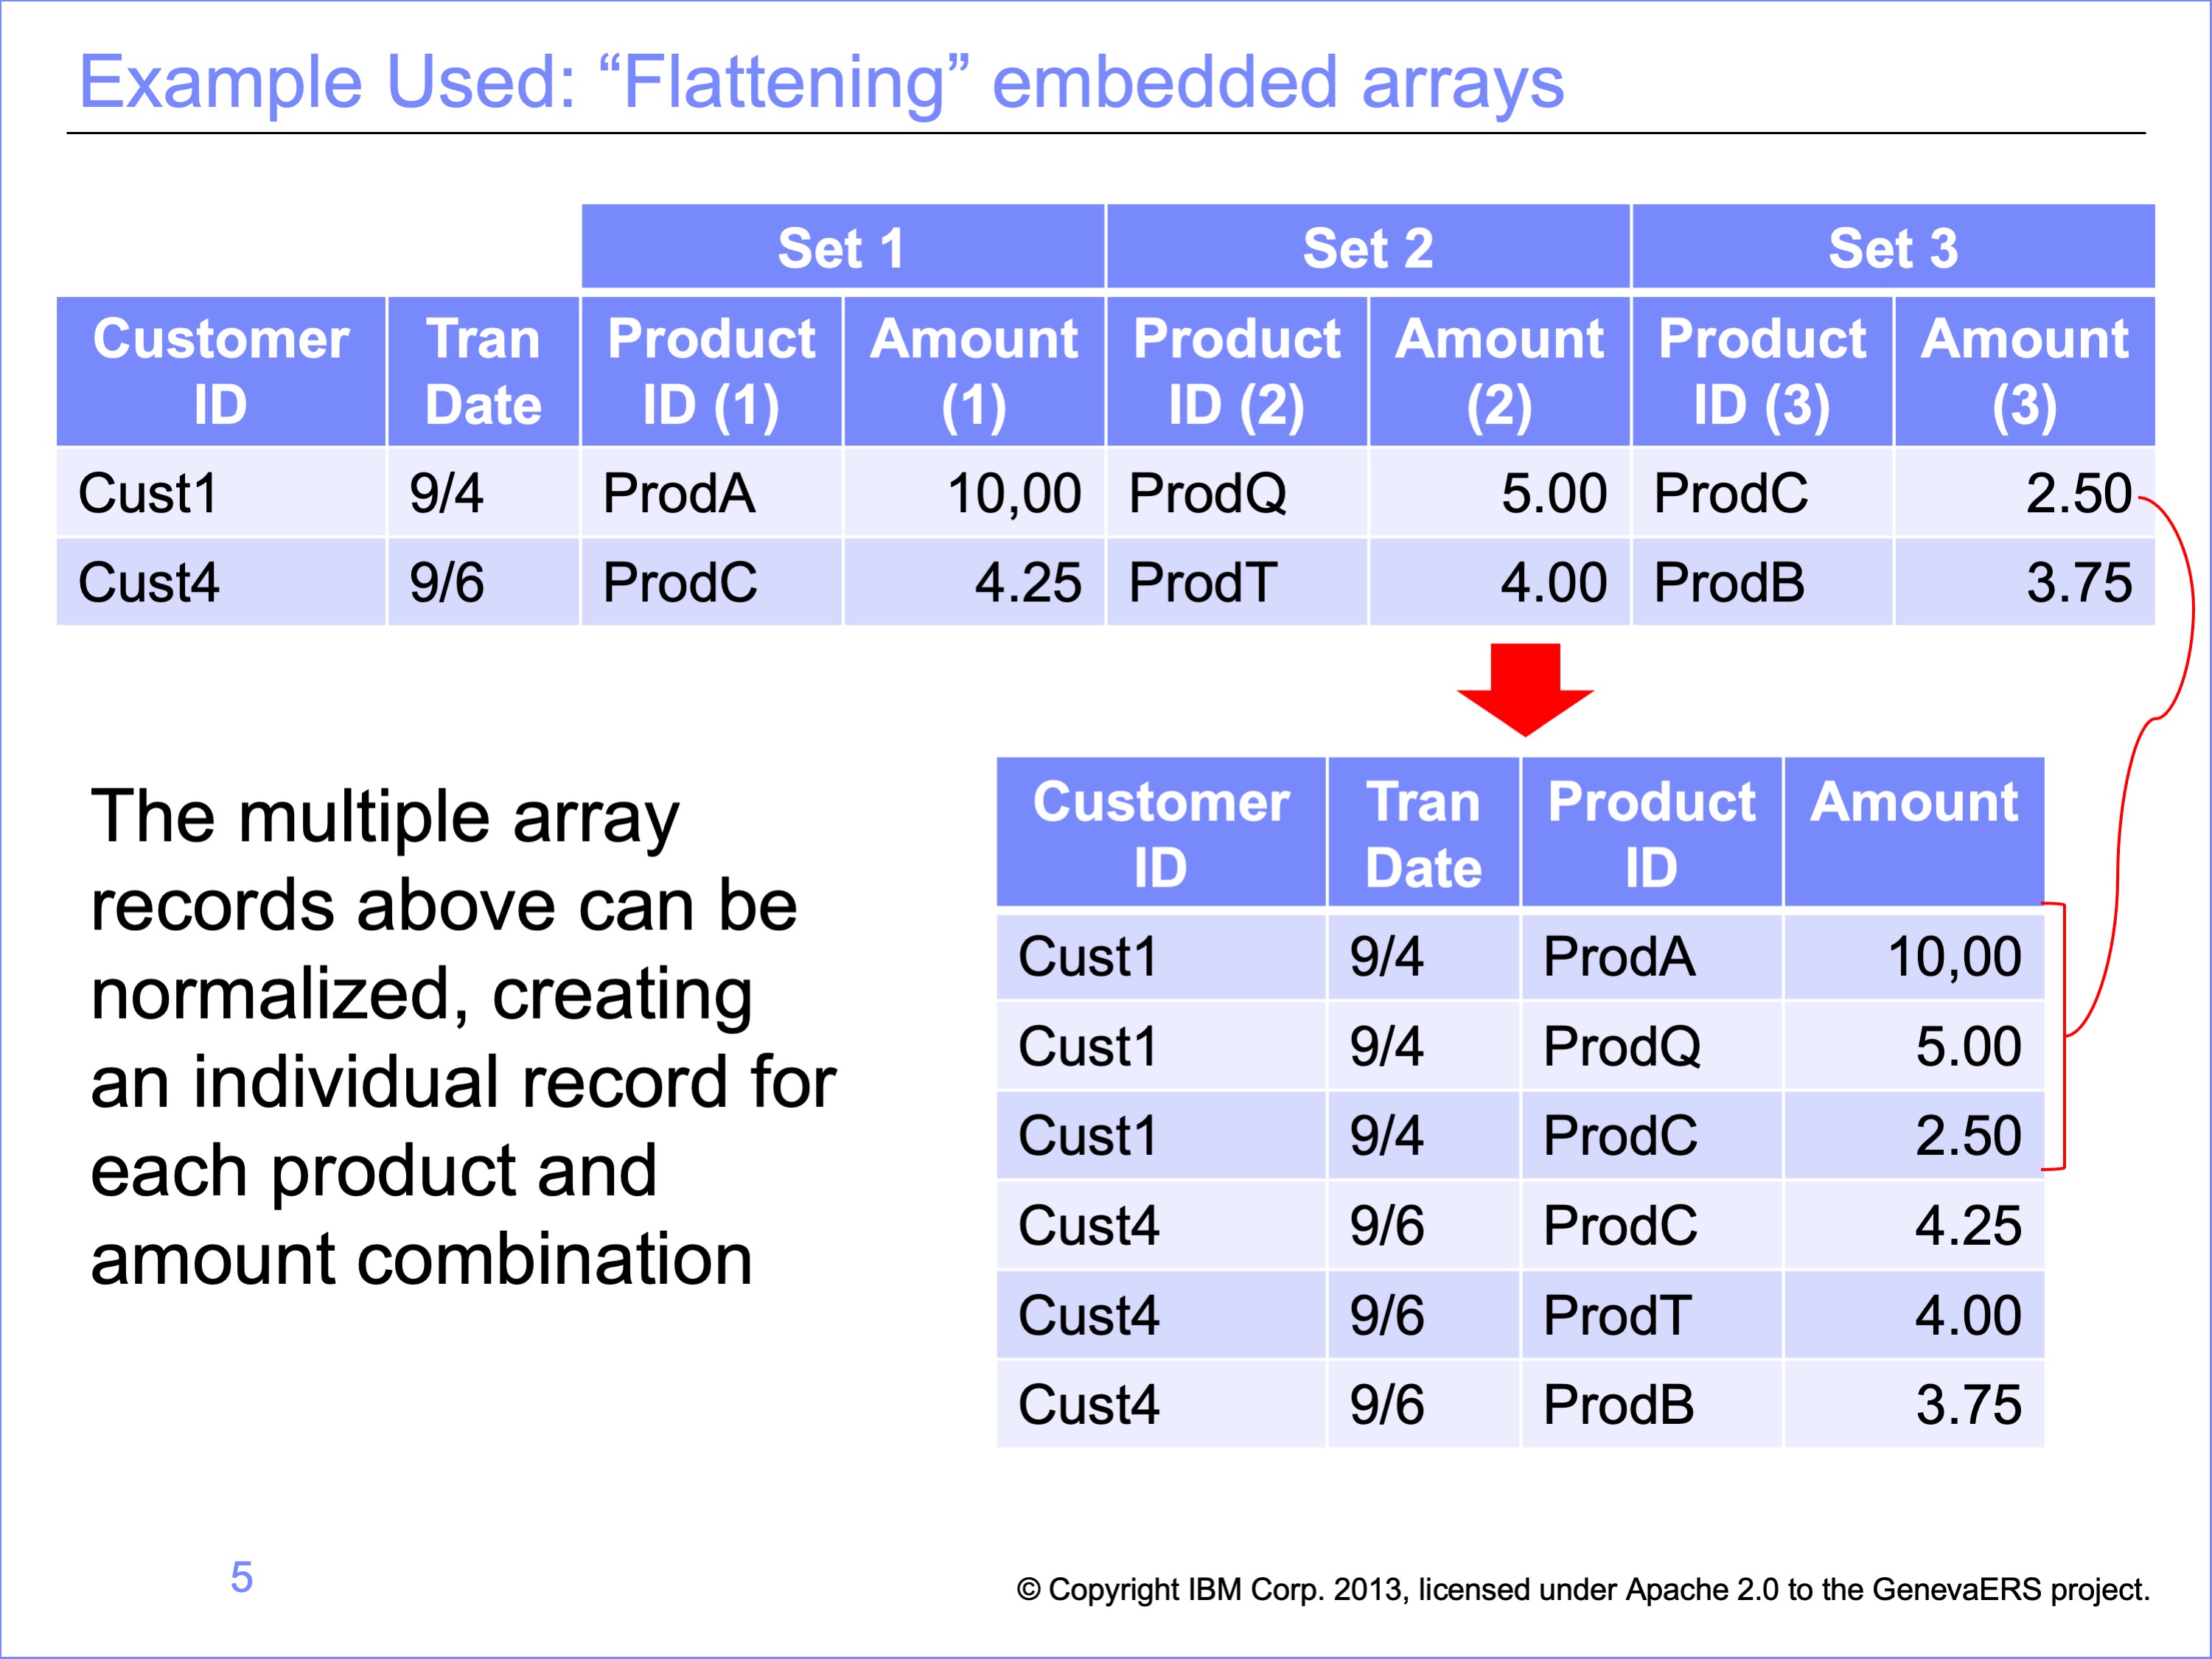 Example Used: “Flattening” embedded arrays
Set 1 Set 2 Set 3
Customer ID Tran Date Product ID (1) Amount (1) Product ID (2) Amount (2) Product ID (3) Amount (3)
Cust1 9/4 ProdA 10,00 ProdQ 5.00 ProdC 2.50
Cust4 9/6 ProdC 4.25 ProdT 4.00 ProdB 3.75
The multiple array
records above can be
normalized, creating
an individual record for
each product and
amount combination
Customer ID Tran Date Product ID Amount
Cust1 9/4 ProdA 10,00
Cust1 9/4 ProdQ 5.00
Cust1 9/4 ProdC 2.50
Cust4 9/6 ProdC 4.25
Cust4 9/6 ProdT 4.00
Cust4 9/6 ProdB 3.75
5
© Copyright IBM Corp. 2013, licensed under Apache 2.0 to the GenevaERS project.